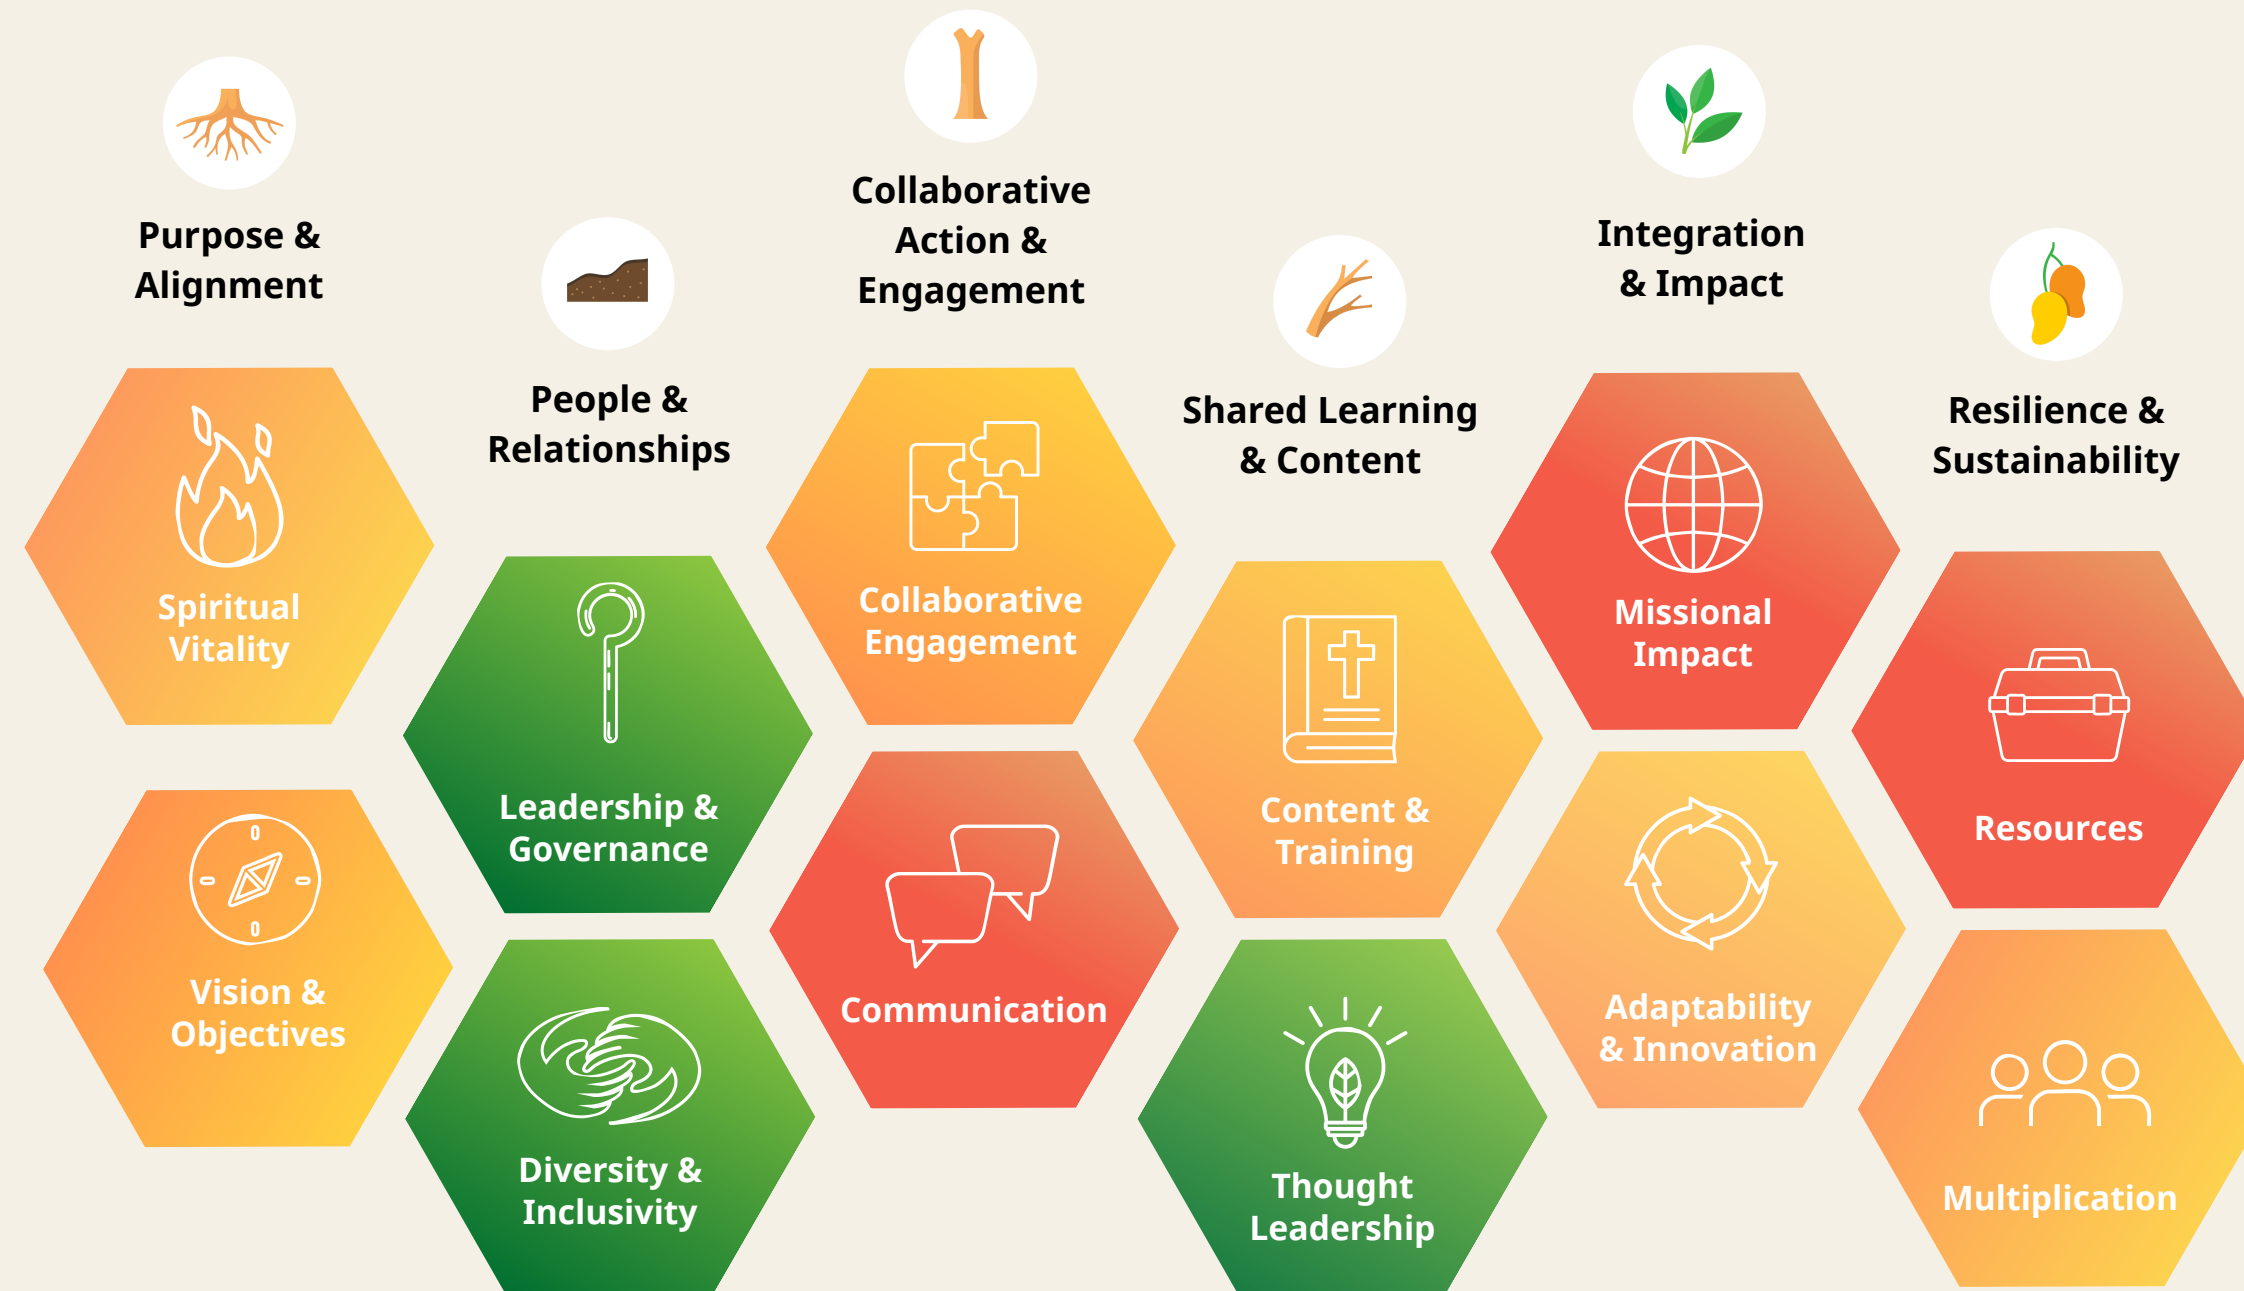 Purpose &
Alignment
Spiritual
Vitality
Vision &
Objectives
People &
Relationships
Leadership &
Governance
Diversity &
Inclusivity
Collaborative
Action &
Engagement
Collaborative
Engagement
Communication
Shared Learning
& Content
Content &
Training
Thought
Leadership
Integration
& Impact
Missional
Impact
Adaptability
& Innovation
Resilience &
Sustainability
Resources
Multiplication